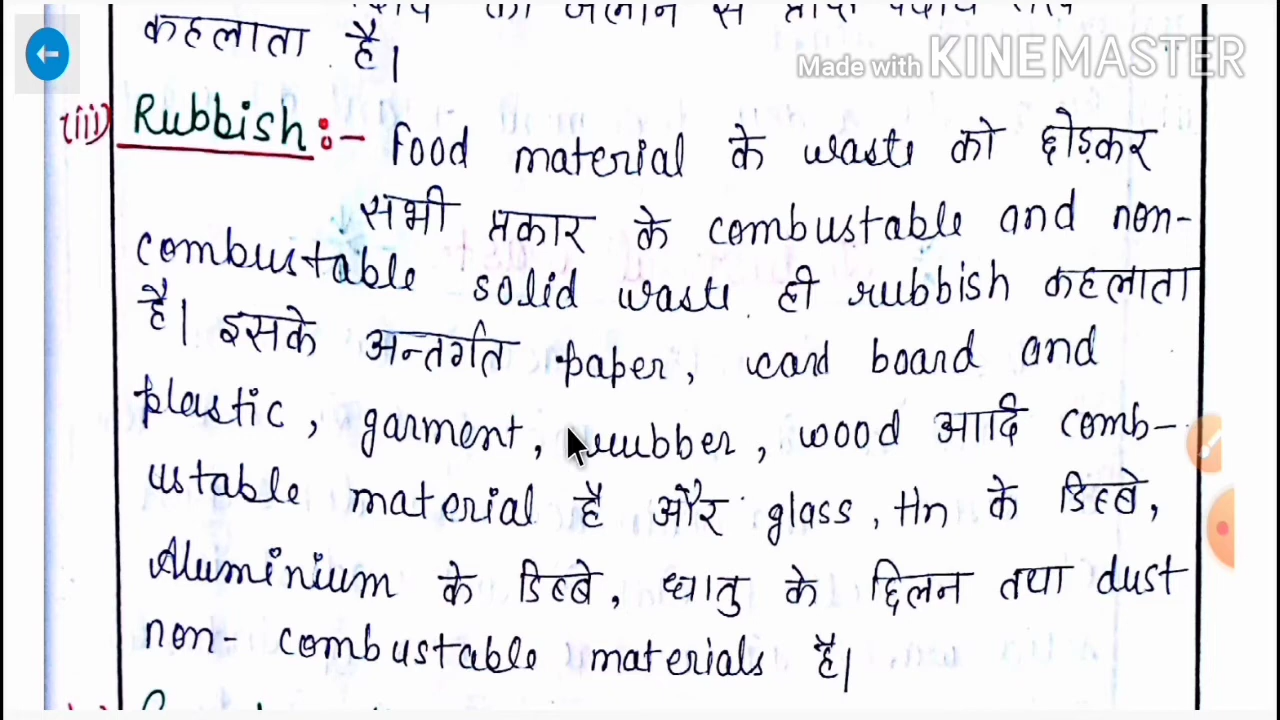 कहलाता है।
Made with KINEMASTER
(iii) Rubbish :- food material के waste को छोड़कर
सभी प्रकार के combustable and non-
combustable solid waste ही rubbish कहलाता
है। इसके अन्तर्गत paper, card board and
plastic, garment, rubber, wood आदि comb-
ustable material है और glass, tin के डिब्बे,
Aluminium के डिब्बे, धातु के छिलन तथा dust
non- combustable materials है।